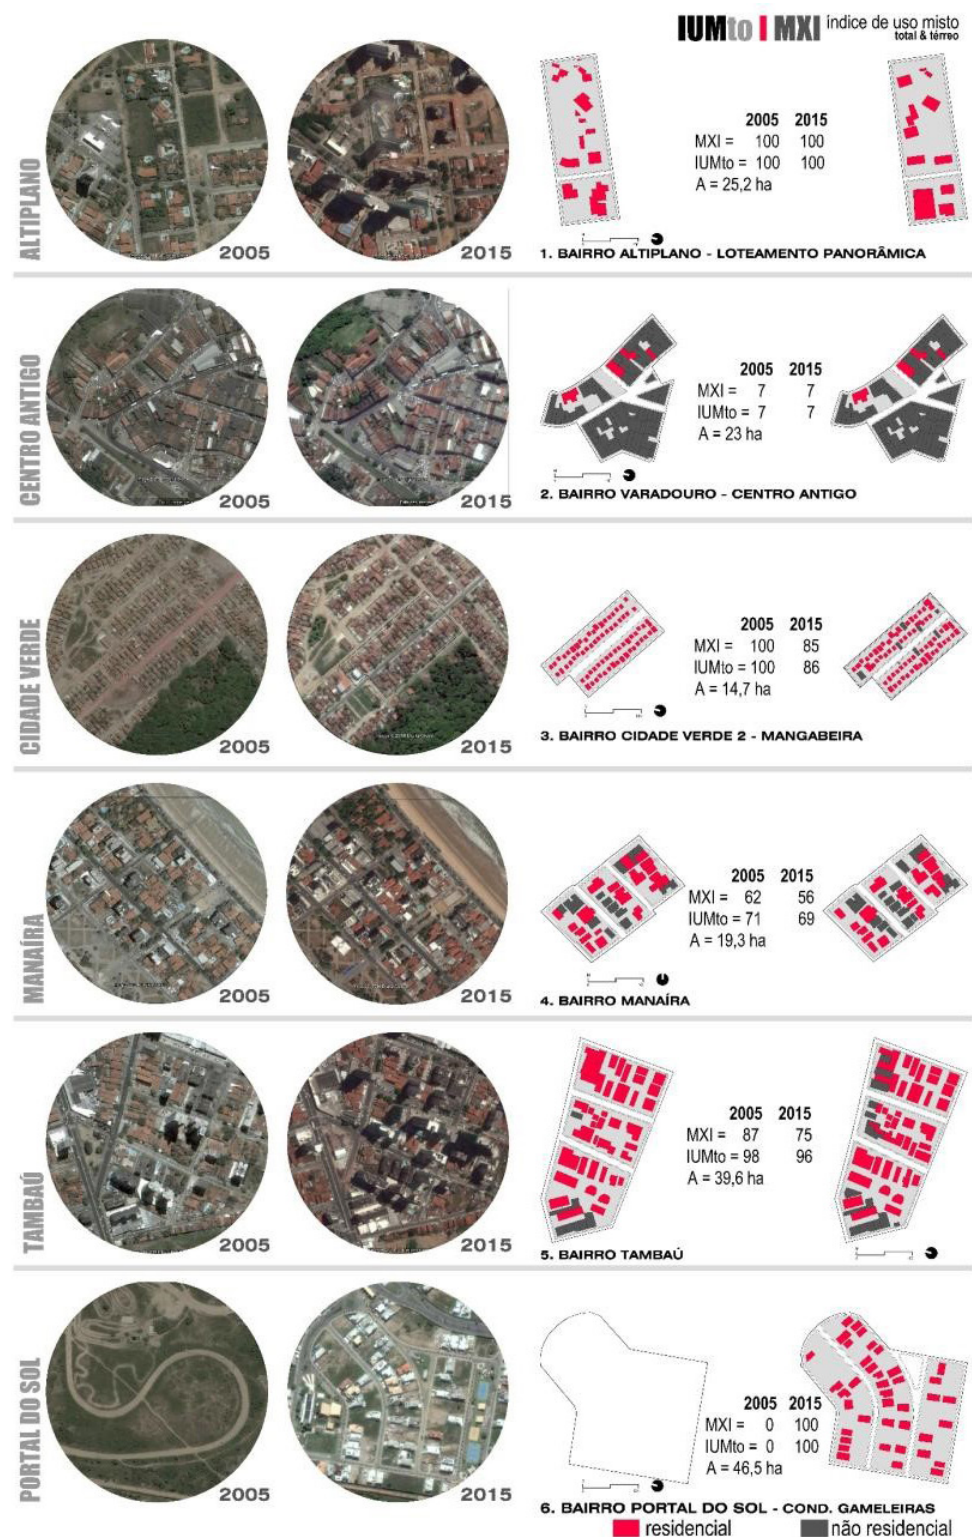 IUMto I MXI índice de uso misto
total & térreo
ALTIPLANO
2005
2015
2005 2015
MXI = 100 100
IUMto = 100 100
A = 25,2 ha
1. BAIRRO ALTIPLANO - LOTEAMENTO PANORÂMICA
CENTRO ANTIGO
2005
2015
2005 2015
MXI = 7 7
IUMto = 7 7
A = 23 ha
2. BAIRRO VARADOURO - CENTRO ANTIGO
CIDADE VERDE
2005
2015
2005 2015
MXI = 100 85
IUMto = 100 86
A = 14,7 ha
3. BAIRRO CIDADE VERDE 2 - MANGABEIRA
MANAÍRA
2005
2015
2005 2015
MXI = 62 56
IUMto = 71 69
A = 19,3 ha
4. BAIRRO MANAÍRA
TAMBAÚ
2005
2015
2005 2015
MXI = 87 75
IUMto = 98 96
A = 39,6 ha
5. BAIRRO TAMBAÚ
PORTAL DO SOL
2005
2015
2005 2015
MXI = 0 100
IUMto = 0 100
A = 46,5 ha
6. BAIRRO PORTAL DO SOL - COND. GAMELEIRAS
residencial não residencial